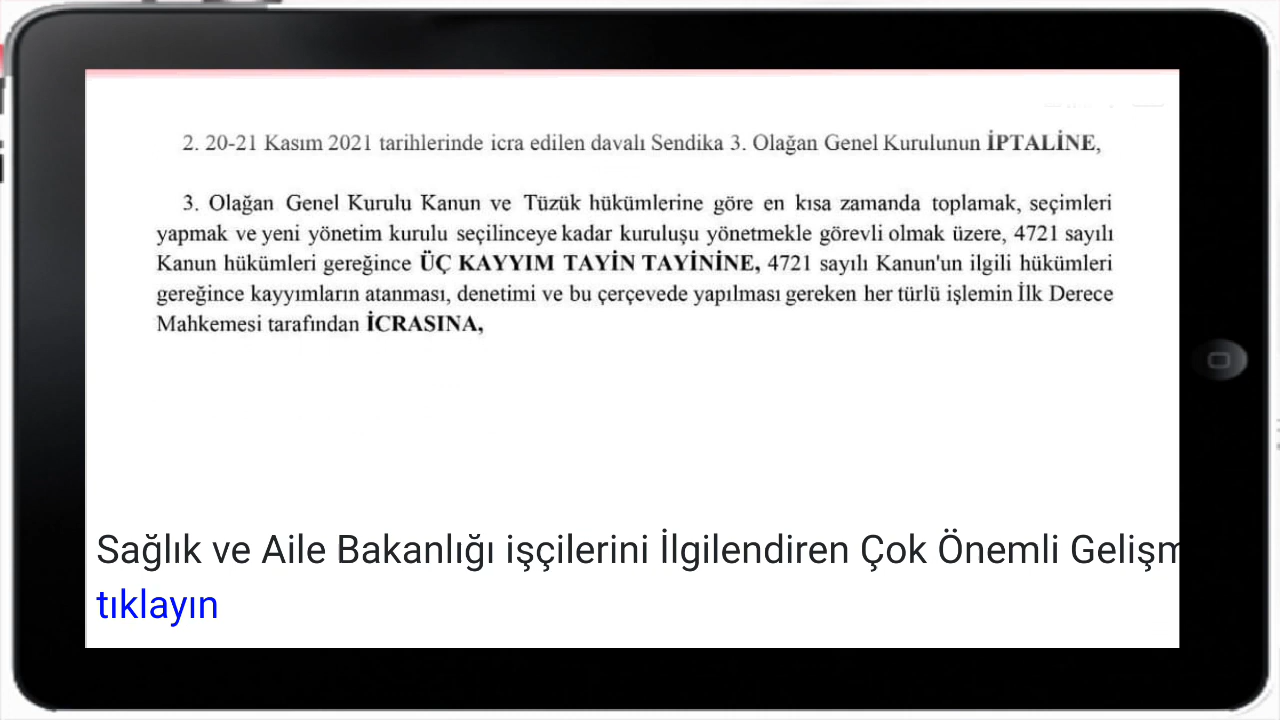 2. 20-21 Kasım 2021 tarihlerinde icra edilen davalı Sendika 3. Olağan Genel Kurulunun İPTALİNE,
3. Olağan Genel Kurulu Kanun ve Tüzük hükümlerine göre en kısa zamanda toplamak, seçimleri
yapmak ve yeni yönetim kurulu seçilinceye kadar kuruluşu yönetmekle görevli olmak üzere, 4721 sayılı
Kanun hükümleri gereğince ÜÇ KAYYIM TAYİN TAYİNİNE, 4721 sayılı Kanun'un ilgili hükümleri
gereğince kayyımların atanması, denetimi ve bu çerçevede yapılması gereken her türlü işlemin İlk Derece
Mahkemesi tarafından İCRASINA,
Sağlık ve Aile Bakanlığı işçilerini İlgilendiren Çok Önemli Gelişm
tıklayın